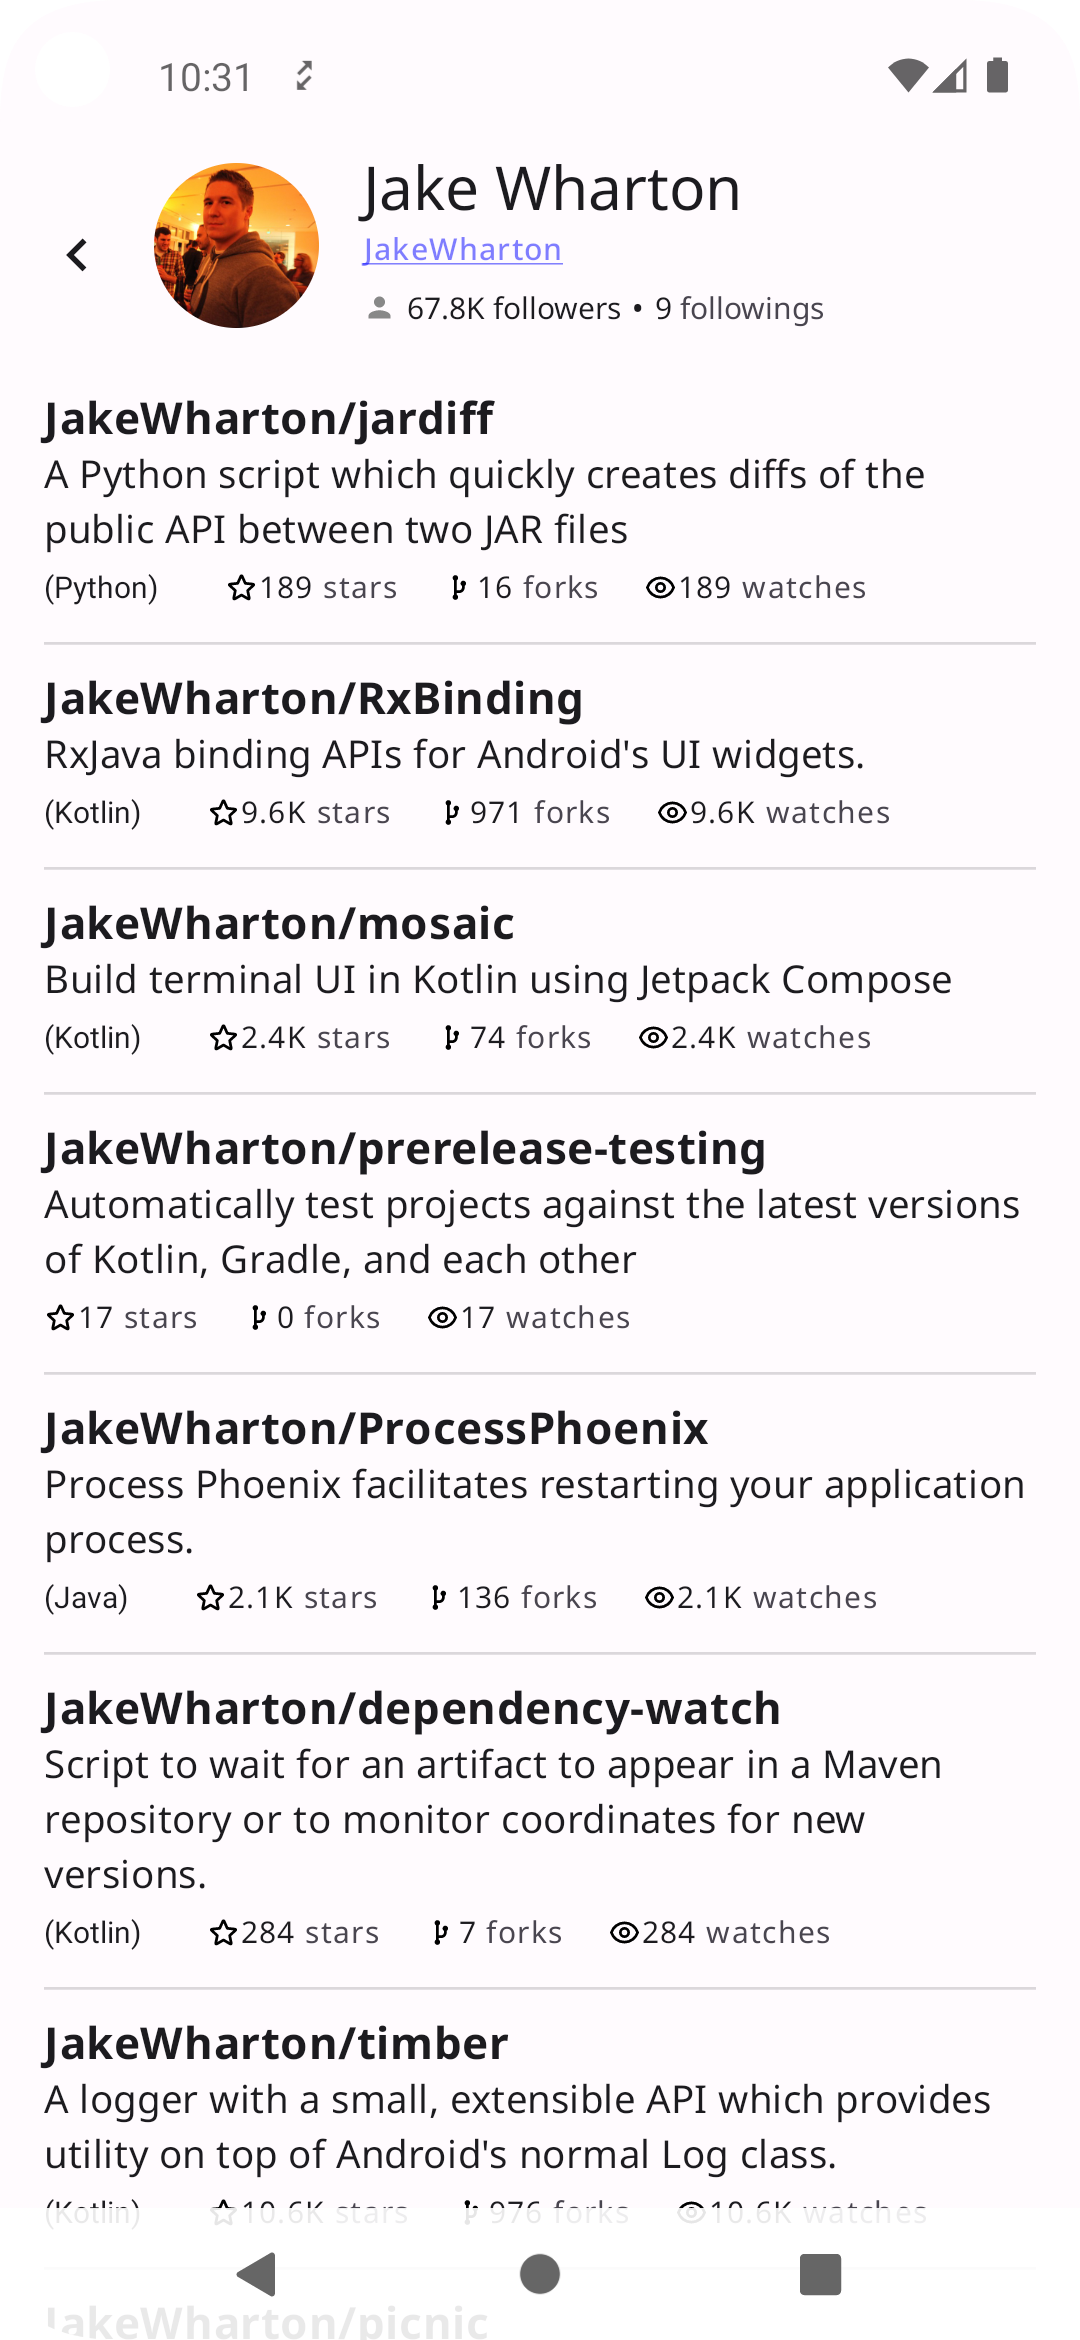 10:31
Jake Wharton
JakeWharton
67.8K followers • 9 followings
JakeWharton/jardiff
A Python script which quickly creates diffs of the
public API between two JAR files
(Python) 189 stars 16 forks 189 watches
JakeWharton/RxBinding
RxJava binding APIs for Android's UI widgets.
(Kotlin) 9.6K stars 971 forks 9.6K watches
JakeWharton/mosaic
Build terminal UI in Kotlin using Jetpack Compose
(Kotlin) 2.4K stars 74 forks 2.4K watches
JakeWharton/prerelease-testing
Automatically test projects against the latest versions
of Kotlin, Gradle, and each other
17 stars 0 forks 17 watches
JakeWharton/ProcessPhoenix
Process Phoenix facilitates restarting your application
process.
(Java) 2.1K stars 136 forks 2.1K watches
JakeWharton/dependency-watch
Script to wait for an artifact to appear in a Maven
repository or to monitor coordinates for new
versions.
(Kotlin) 284 stars 7 forks 284 watches
JakeWharton/timber
A logger with a small, extensible API which provides
utility on top of Android's normal Log class.
(Kotlin) 10.6K stars 976 forks 10.6K watches
JakeWharton/picnic